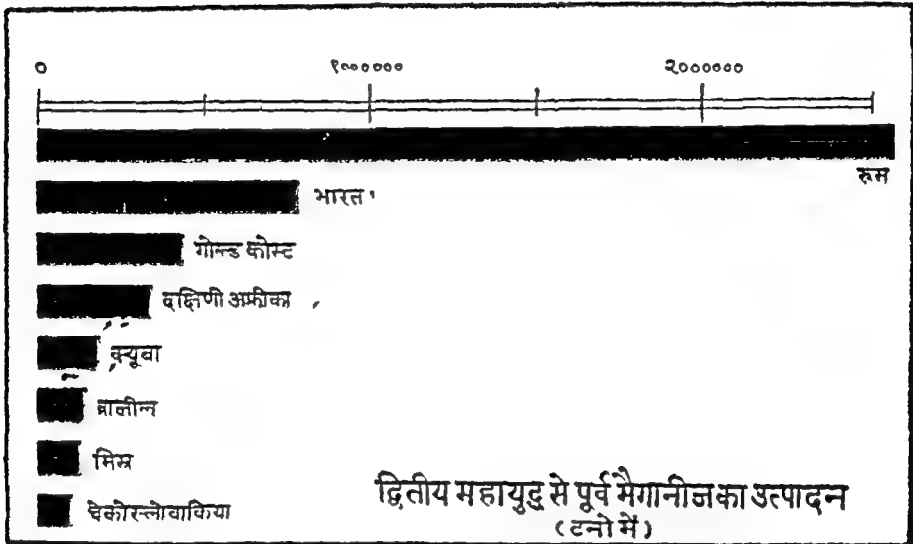 ० १०००००० २००००००
रूस
भारत
गोल्ड कोस्ट
दक्षिणी अफ्रीका
क्यूवा
ब्राजील
मिस्र
चेकोस्लोवाकिया
द्वितीय महायुद्ध से पूर्व मैगानीज का उत्पादन
(टनो में)